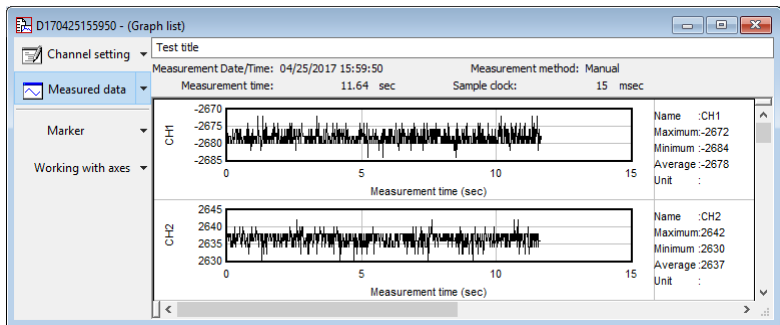 D170425155950 - (Graph list)
Channel setting
Test title
Measurement Date/Time: 04/25/2017 15:59:50 Measurement method: Manual
Measured data
Measurement time: 11.64 sec Sample clock: 15 msec
Marker
Working with axes
CH1
-2670
-2675
-2680
-2685
0 5 10 15
Measurement time (sec)
Name :CH1
Maximum:-2672
Minimum :-2684
Average :-2678
Unit :
CH2
2645
2640
2635
2630
0 5 10 15
Measurement time (sec)
Name :CH2
Maximum:2642
Minimum :2630
Average :2637
Unit :